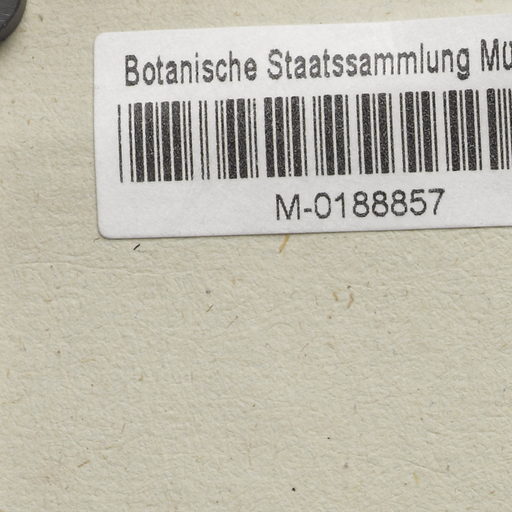 Botanische Staatssammlung Mü
M-0188857